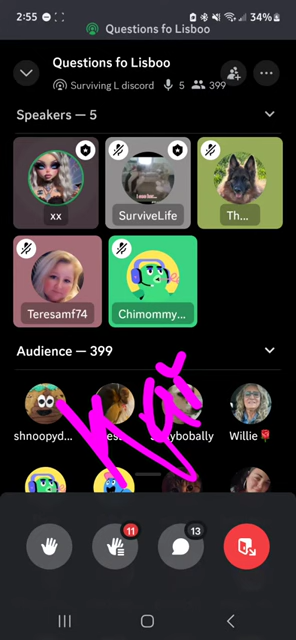 2:55
34%
Questions fo Lisboo
Questions fo Lisboo
Surviving L discord 5 399
Speakers — 5
xx
SurviveLife
Th...
Teresamf74
Chimommy...
Audience — 399
Kar
shnoopyd...
Willie
11
13